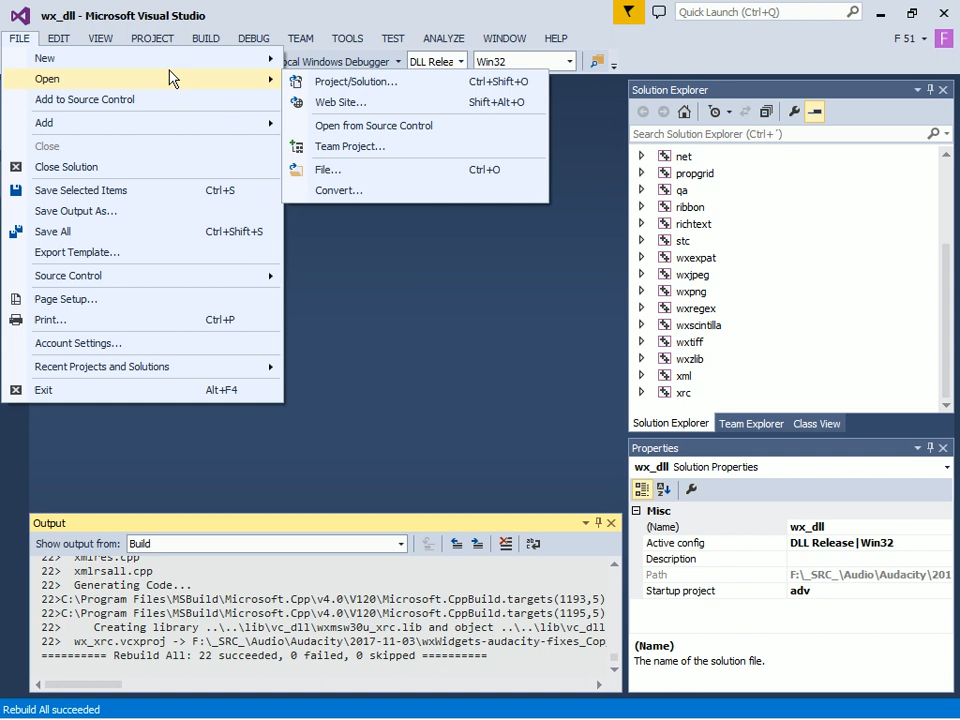 wx_dll - Microsoft Visual Studio
Quick Launch (Ctrl+Q)
FILE EDIT VIEW PROJECT BUILD DEBUG TEAM TOOLS TEST ANALYZE WINDOW HELP
F 51 F
cal Windows Debugger DLL Relea Win32
New
Open
Add to Source Control
Add
Close
Close Solution
Save Selected Items Ctrl+S
Save Output As...
Save All Ctrl+Shift+S
Export Template...
Source Control
Page Setup...
Print... Ctrl+P
Account Settings...
Recent Projects and Solutions
Exit Alt+F4
Project/Solution... Ctrl+Shift+O
Web Site... Shift+Alt+O
Open from Source Control
Team Project...
File... Ctrl+O
Convert...
Solution Explorer
Search Solution Explorer (Ctrl+´)
net
propgrid
qa
ribbon
richtext
stc
wxexpat
wxjpeg
wxpng
wxregex
wxscintilla
wxtiff
wxzlib
xml
xrc
Solution Explorer Team Explorer Class View
Properties
wx_dll Solution Properties
Misc
(Name) wx_dll
Active config DLL Release|Win32
Description
Path F:\_SRC_\Audio\Audacity\201
Startup project adv
(Name)
The name of the solution file.
Output
Show output from: Build
22> xmlres.cpp
22> xmlrsall.cpp
22> Generating Code...
22>C:\Program Files\MSBuild\Microsoft.Cpp\v4.0\V120\Microsoft.CppBuild.targets(1193,5)
22>C:\Program Files\MSBuild\Microsoft.Cpp\v4.0\V120\Microsoft.CppBuild.targets(1195,5)
22> Creating library ..\..\lib\vc_dll\wxmsw30u_xrc.lib and object ..\..\lib\vc_dll
22> wx_xrc.vcxproj -> F:\_SRC_\Audio\Audacity\2017-11-03\wxWidgets-audacity-fixes_Cop
========== Rebuild All: 22 succeeded, 0 failed, 0 skipped ==========
Rebuild All succeeded